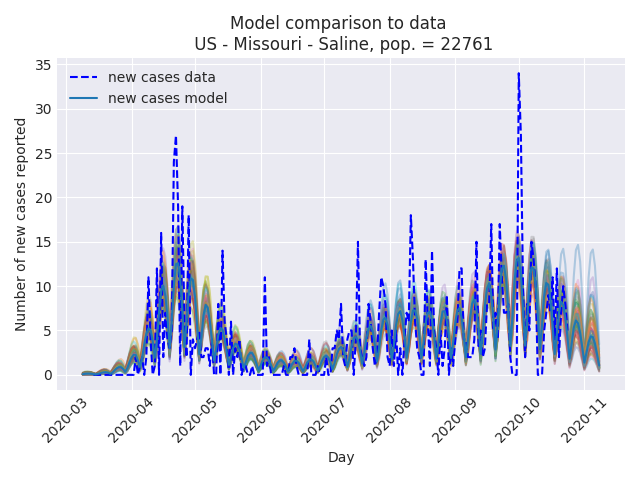 Model comparison to data
US - Missouri - Saline, pop. = 22761
new cases data
new cases model
Number of new cases reported
35
30
25
20
15
10
5
0
2020-03
2020-04
2020-05
2020-06
2020-07
2020-08
2020-09
2020-10
2020-11
Day